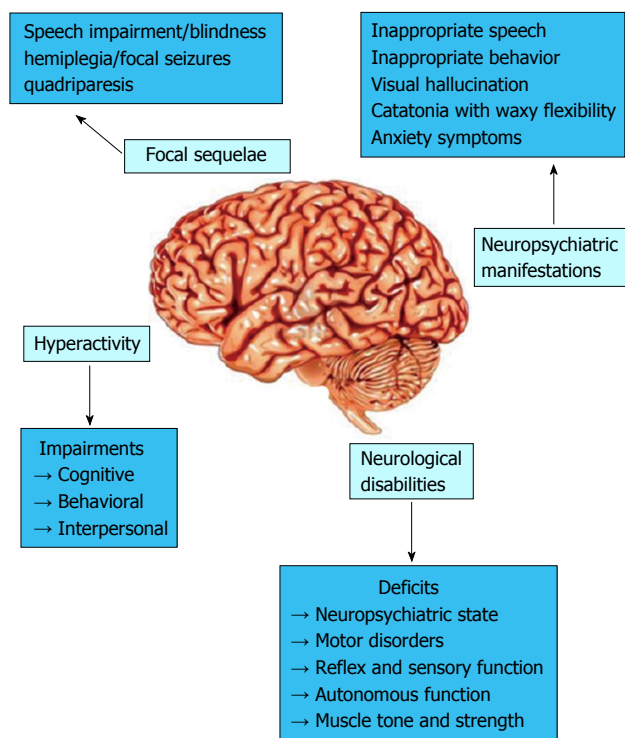 Speech impairment/blindness
hemiplegia/focal seizures
quadriparesis
Focal sequelae
Inappropriate speech
Inappropriate behavior
Visual hallucination
Catatonia with waxy flexibility
Anxiety symptoms
Neuropsychiatric
manifestations
Hyperactivity
Impairments
→ Cognitive
→ Behavioral
→ Interpersonal
Neurological
disabilities
Deficits
→ Neuropsychiatric state
→ Motor disorders
→ Reflex and sensory function
→ Autonomous function
→ Muscle tone and strength